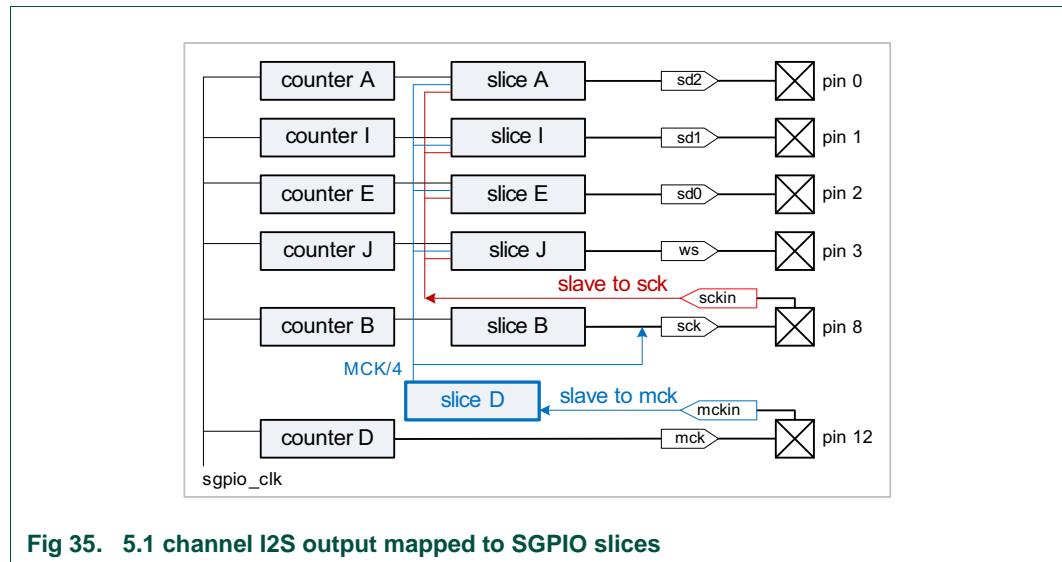 counter A slice A sd2 pin 0
counter I slice I sd1 pin 1
counter E slice E sd0 pin 2
counter J slice J ws pin 3
slave to sck sckin
counter B slice B sck pin 8
MCK/4
slice D slave to mck mckin
counter D mck pin 12
sgpio_clk
Fig 35. 5.1 channel I2S output mapped to SGPIO slices